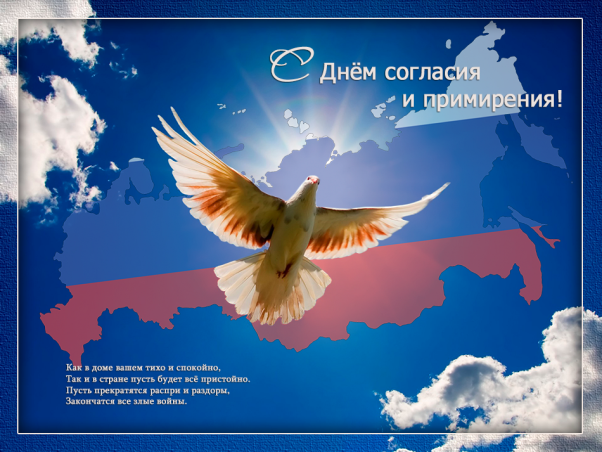 С Днём согласия
и примирения!
Как в доме вашем тихо и спокойно,
Так и в стране пусть будет всё пристойно.
Пусть прекратятся распри и раздоры,
Закончатся все злые войны.